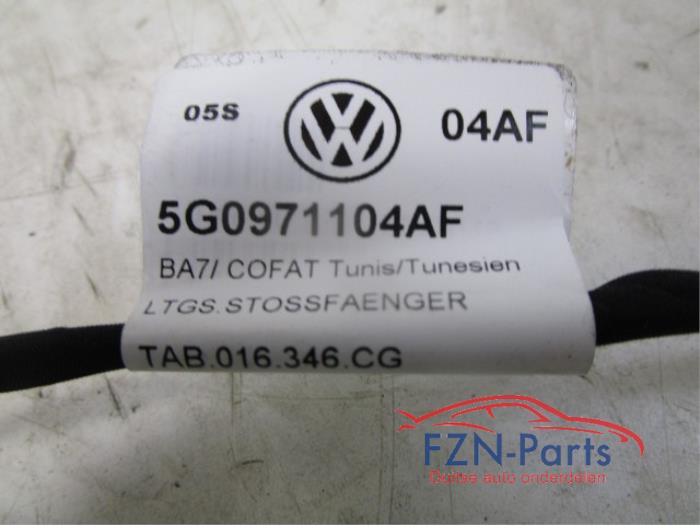 05S
04AF
5G0971104AF
BA7/ COFAT Tunis/Tunesien
LTGS.STOSSFAENGER
TAB.016.346.CG
FZN-Parts
Duitse auto onderdelen